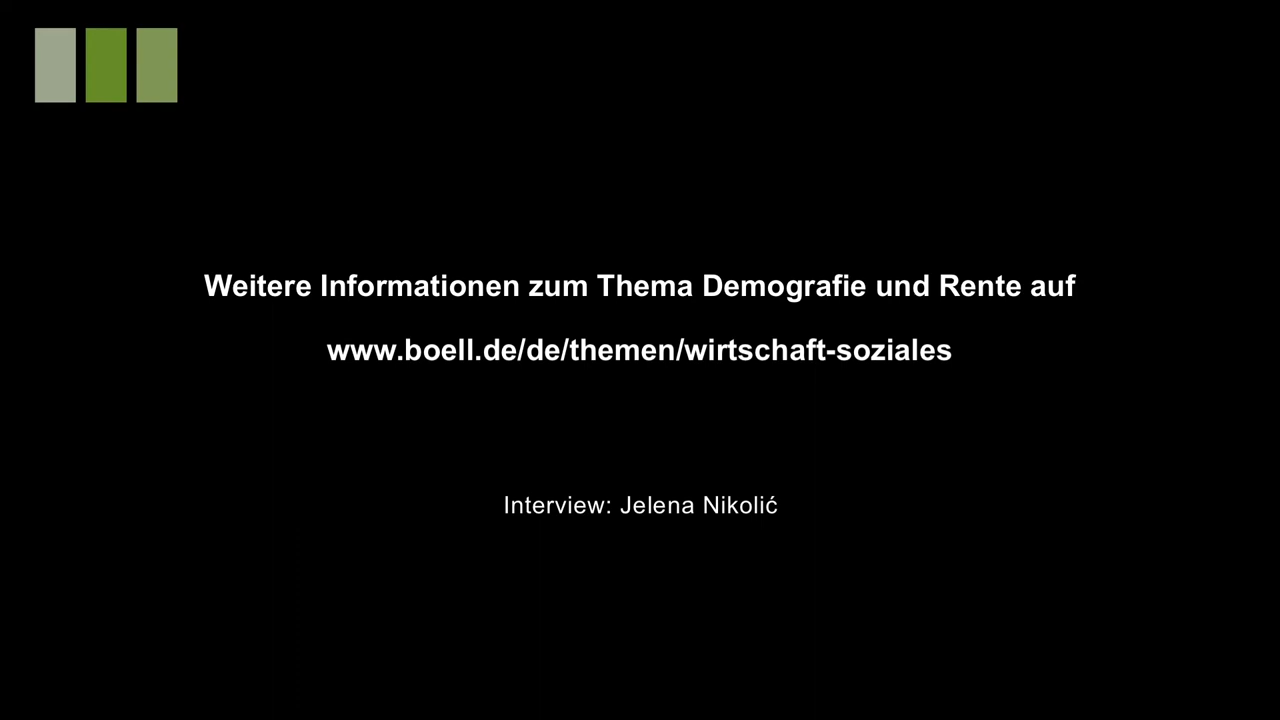 Weitere Informationen zum Thema Demografie und Rente auf
www.boell.de/de/themen/wirtschaft-soziales
Interview: Jelena Nikolić